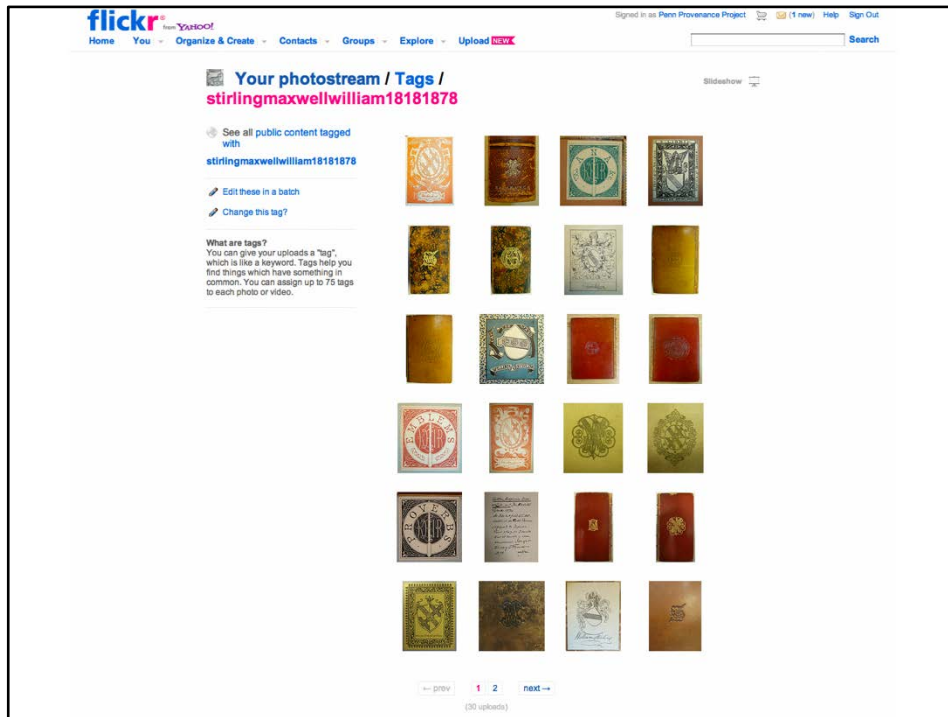 flickr from YAHOO!
Signed in as Penn Provenance Project (1 new) Help Sign Out
Home You Organize & Create Contacts Groups Explore Upload NEW Search
Your photostream / Tags /
stirlingmaxwellwilliam18181878
Slideshow
See all public content tagged
with
stirlingmaxwellwilliam18181878
Edit these in a batch
Change this tag?
What are tags?
You can give your uploads a "tag",
which is like a keyword. Tags help you
find things which have something in
common. You can assign up to 75 tags
to each photo or video.
EMBLEMS
PROVERBS
← prev 1 2 next →
(30 uploads)